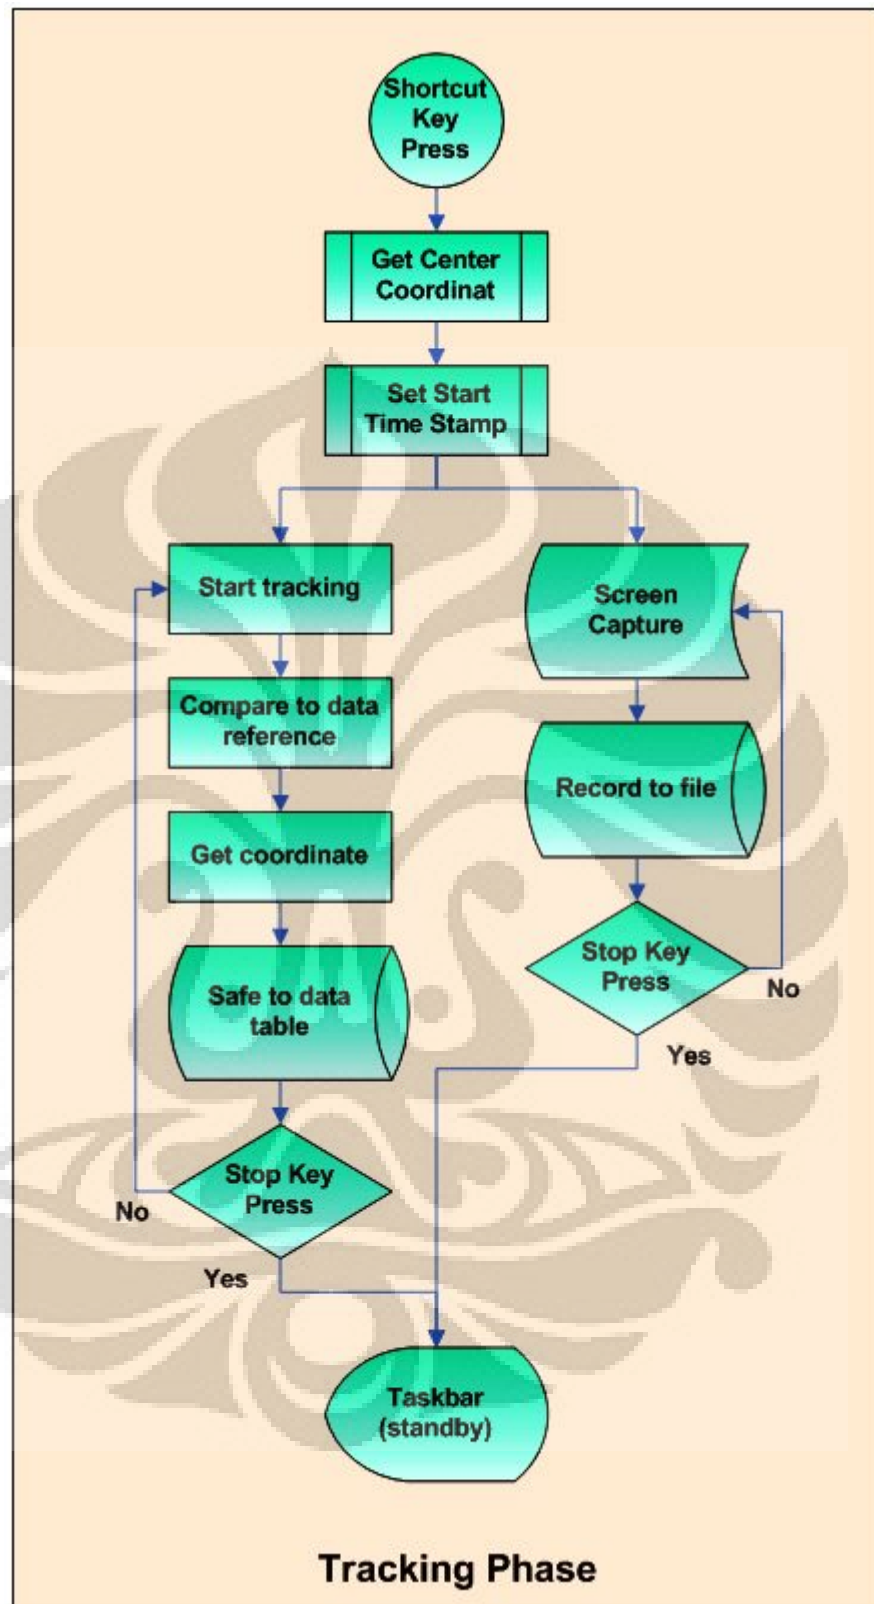 Shortcut
Key
Press
Get Center
Coordinat
Set Start
Time Stamp
Start tracking
Compare to data
reference
Get coordinate
Safe to data
table
Stop Key
Press
No
Yes
Screen
Capture
Record to file
Stop Key
Press
No
Yes
Taskbar
(standby)
Tracking Phase